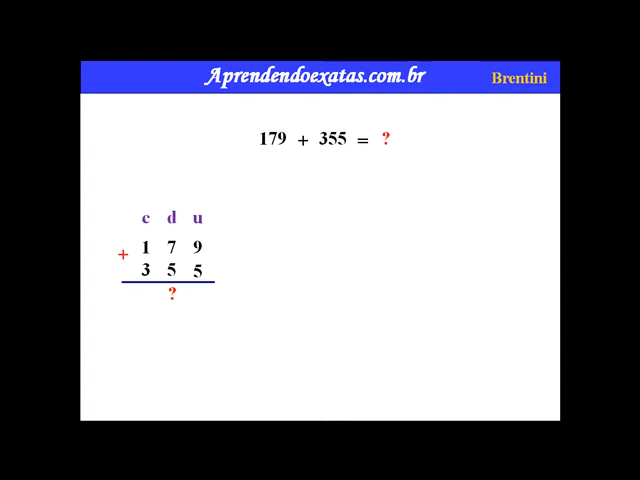 Aprendendoexatas.com.br
Brentini
179 + 355 = ?
c d u
1 7 9
+
3 5 5
?